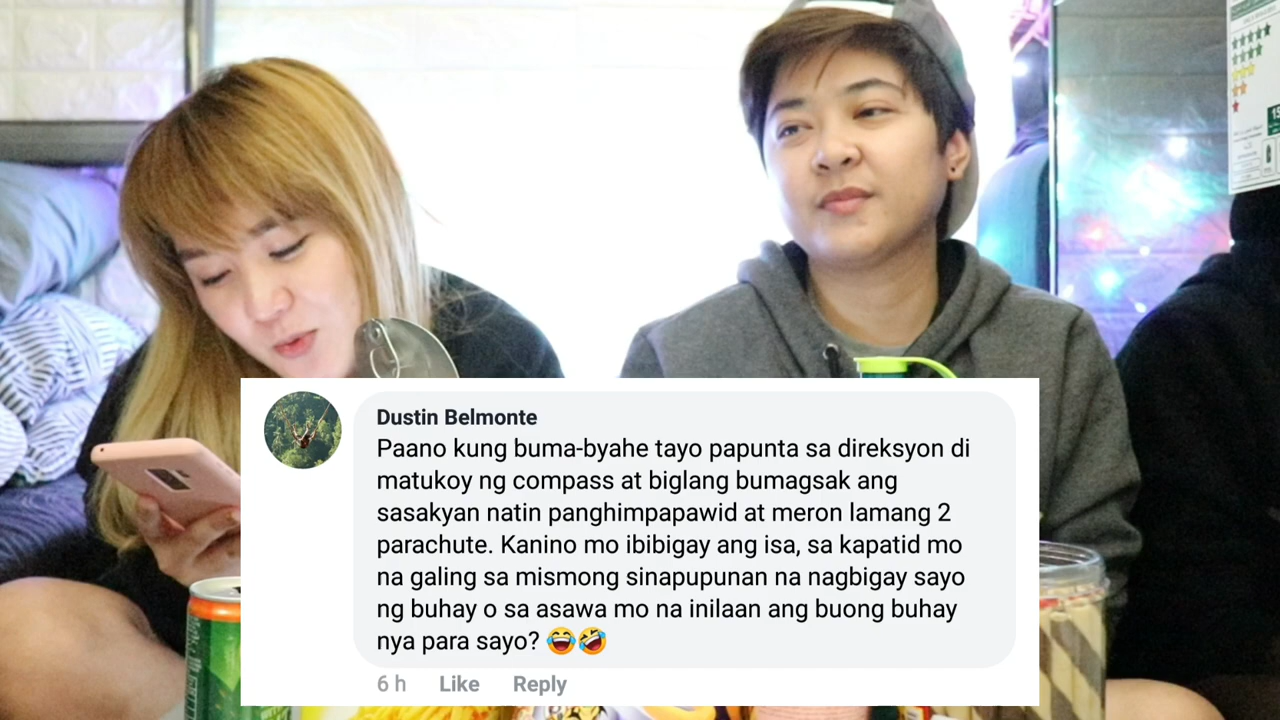 Dustin Belmonte
Paano kung buma-byahe tayo papunta sa direksyon di
matukoy ng compass at biglang bumagsak ang
sasakyan natin panghimpapawid at meron lamang 2
parachute. Kanino mo ibibigay ang isa, sa kapatid mo
na galing sa mismong sinapupunan na nagbigay sayo
ng buhay o sa asawa mo na inilaan ang buong buhay
nya para sayo? 😂🤣
6 h Like Reply